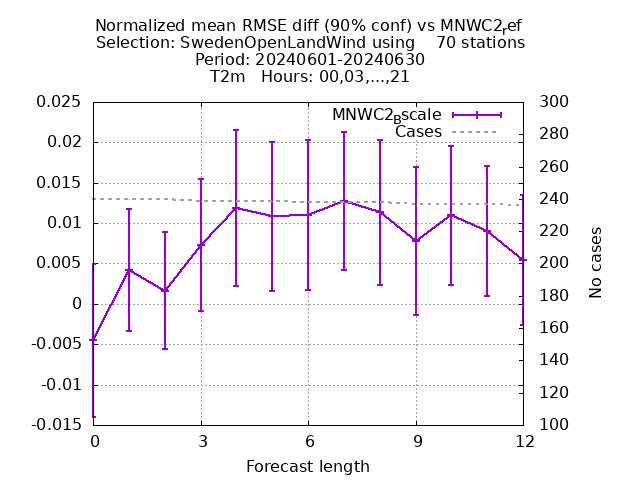 Normalized mean RMSE diff (90% conf) vs MNWC2ref
Selection: SwedenOpenLandWind using 70 stations
Period: 20240601-20240630
T2m Hours: 00,03,...,21
MNWC2Bscale
Cases
0.025
0.02
0.015
0.01
0.005
0
-0.005
-0.01
-0.015
300
280
260
240
220
200
180
160
140
120
100
No cases
0 3 6 9 12
Forecast length